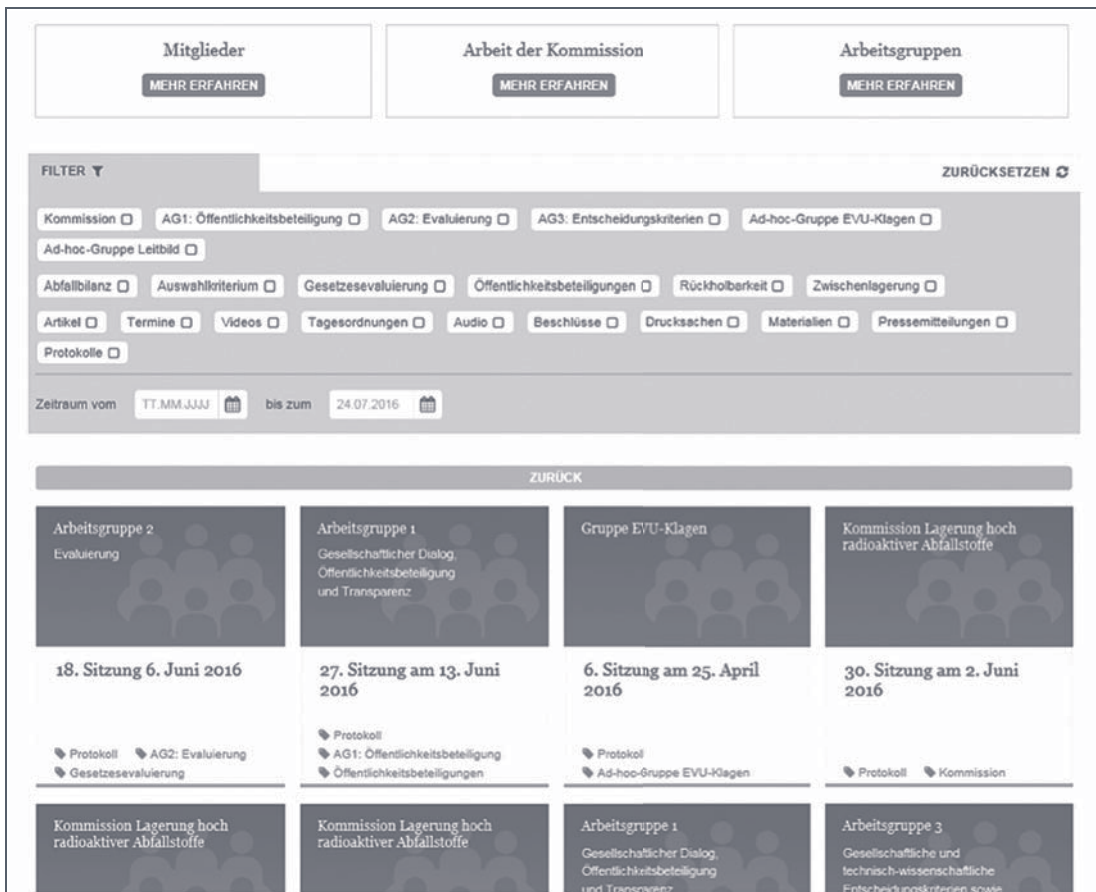 Mitglieder
MEHR ERFAHREN
Arbeit der Kommission
MEHR ERFAHREN
Arbeitsgruppen
MEHR ERFAHREN
FILTER
ZURÜCKSETZEN
Kommission AG1: Öffentlichkeitsbeteiligung AG2: Evaluierung AG3: Entscheidungskriterien Ad-hoc-Gruppe EVU-Klagen
Ad-hoc-Gruppe Leitbild
Abfallbilanz Auswahlkriterium Gesetzesevaluierung Öffentlichkeitsbeteiligungen Rückholbarkeit Zwischenlagerung
Artikel Termine Videos Tagesordnungen Audio Beschlüsse Drucksachen Materialien Pressemitteilungen
Protokolle
Zeitraum vom TT.MM.JJJJ bis zum 24.07.2016
ZURÜCK
Arbeitsgruppe 2
Evaluierung
18. Sitzung 6. Juni 2016
Protokoll AG2: Evaluierung
Gesetzesevaluierung
Arbeitsgruppe 1
Gesellschaftlicher Dialog,
Öffentlichkeitsbeteiligung
und Transparenz
27. Sitzung am 13. Juni
2016
Protokoll
AG1: Öffentlichkeitsbeteiligung
Öffentlichkeitsbeteiligungen
Gruppe EVU-Klagen
6. Sitzung am 25. April
2016
Protokol
Ad-hoc-Gruppe EVU-Klagen
Kommission Lagerung hoch
radioaktiver Abfallstoffe
30. Sitzung am 2. Juni
2016
Protokoll Kommission
Kommission Lagerung hoch
radioaktiver Abfallstoffe
Kommission Lagerung hoch
radioaktiver Abfallstoffe
Arbeitsgruppe 1
Gesellschaftlicher Dialog,
Öffentlichkeitsbeteiligung
und Transparenz
Arbeitsgruppe 3
Gesellschaftliche und
technisch-wissenschaftliche
Entscheidungskriterien sowie